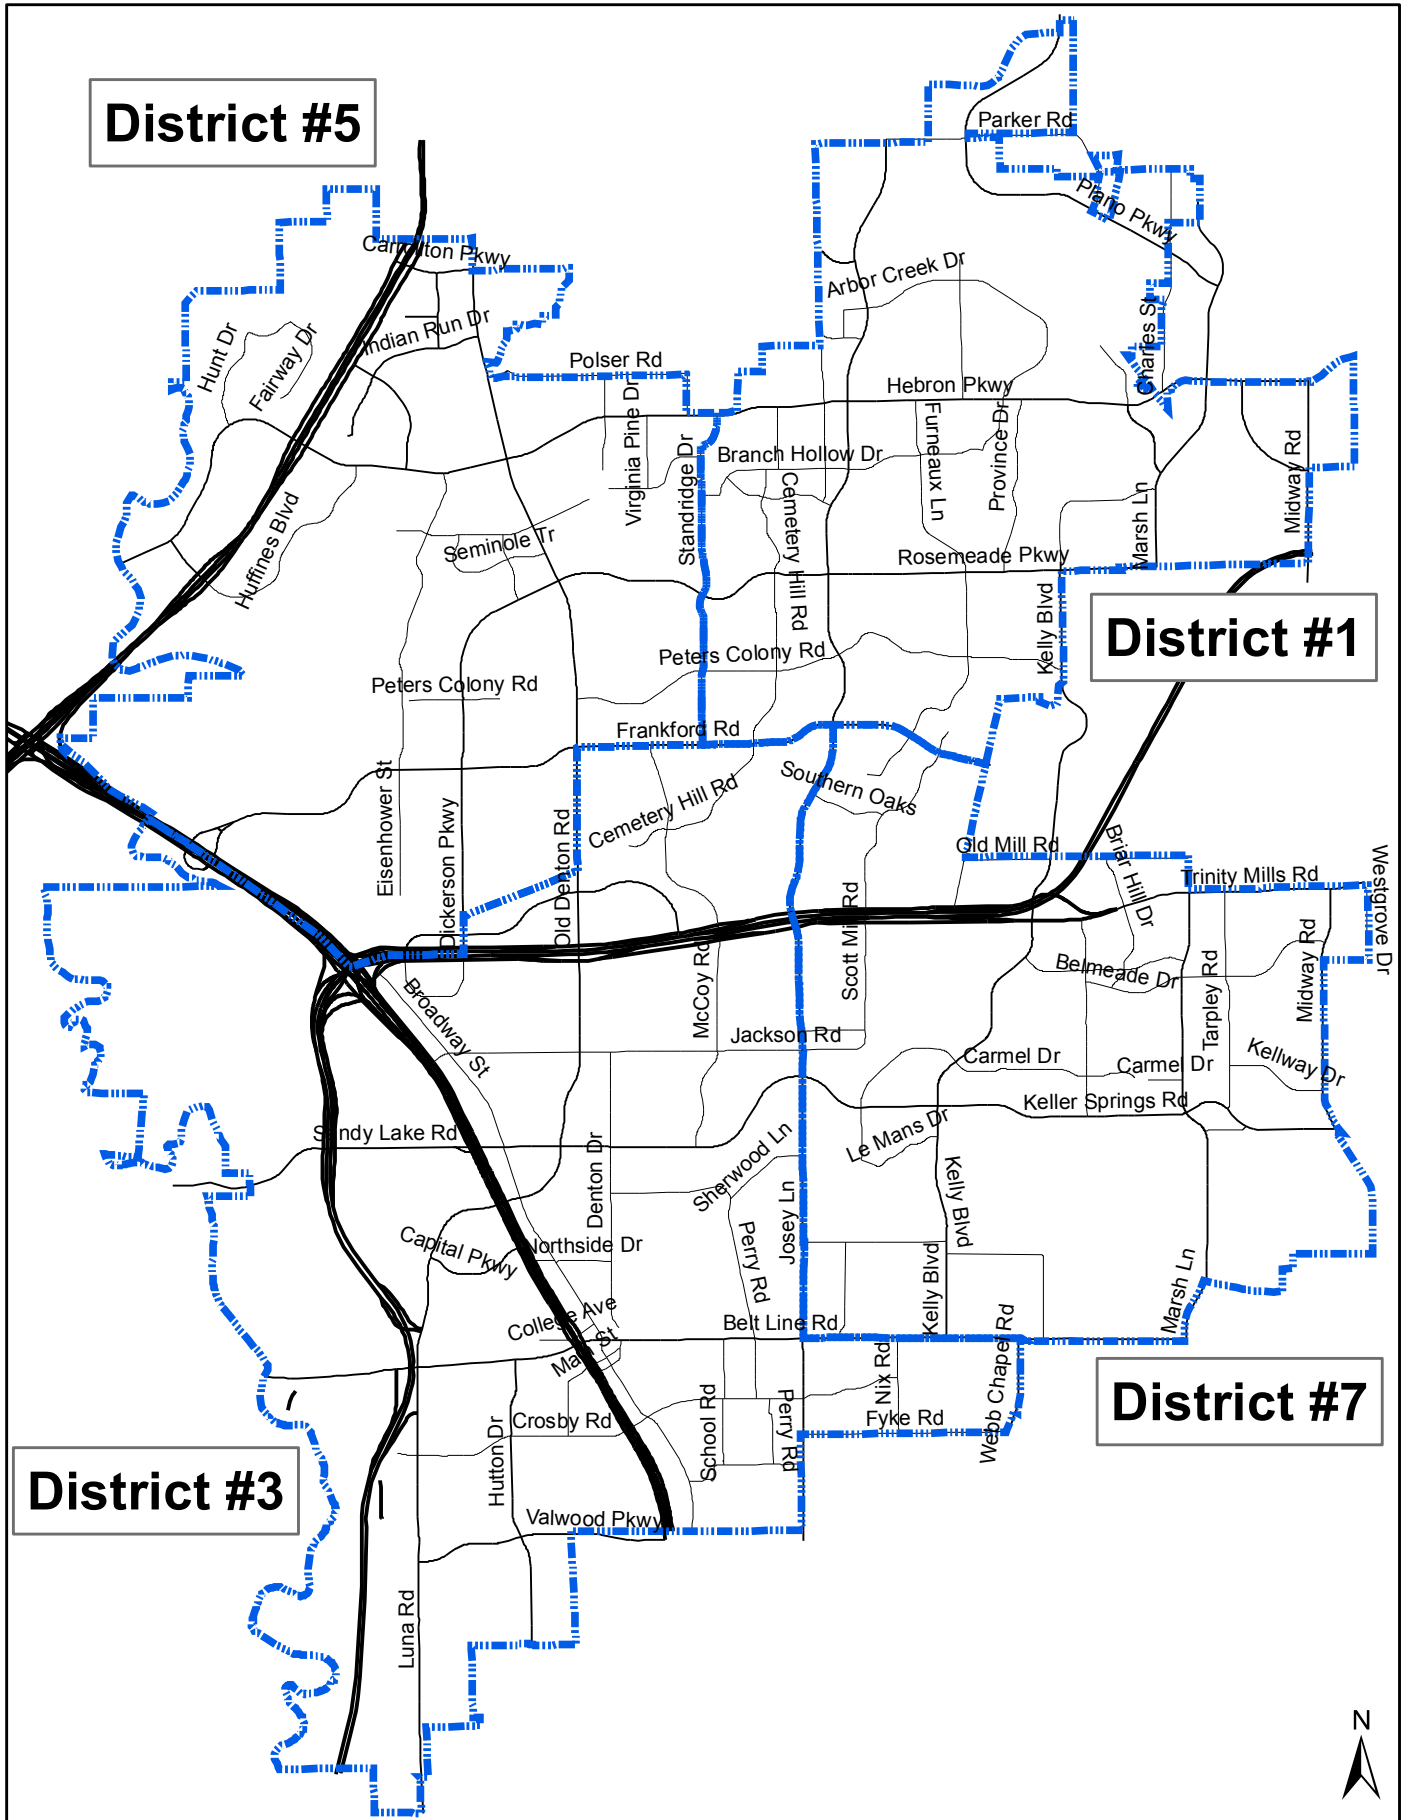 District #5
Parker Rd
Plano Pkwy
Carrollton Pkwy
Arbor Creek Dr
Indian Run Dr
Hunt Dr
Fairway Dr
Charles St
Polser Rd
Hebron Pkwy
Virginia Pine Dr
Standridge Dr
Branch Hollow Dr
Furneaux Ln
Province Dr
Midway Rd
Cemetery Hill Rd
Marsh Ln
Huffines Blvd
Seminole Tr
Rosemeade Pkwy
Kelly Blvd
District #1
Peters Colony Rd
Peters Colony Rd
Frankford Rd
Southern Oaks
Cemetery Hill Rd
Eisenhower St
Dickerson Pkwy
Old Denton Rd
Old Mill Rd
Briar Hill Dr
Trinity Mills Rd
Westgrove Dr
Scott Mill Rd
McCoy Rd
Belmeade Dr
Tarpley Rd
Midway Rd
Broadway St
Jackson Rd
Carmel Dr
Carmel Dr
Kellway Dr
Keller Springs Rd
Sandy Lake Rd
Le Mans Dr
Denton Dr
Sherwood Ln
Josey Ln
Kelly Blvd
Capital Pkwy
Northside Dr
Perry Rd
Kelly Blvd
Marsh Ln
College Ave
Main St
Belt Line Rd
Webb Chapel Rd
Nix Rd
District #7
School Rd
Perry Rd
Fyke Rd
Crosby Rd
Hutton Dr
District #3
Valwood Pkwy
Luna Rd
N